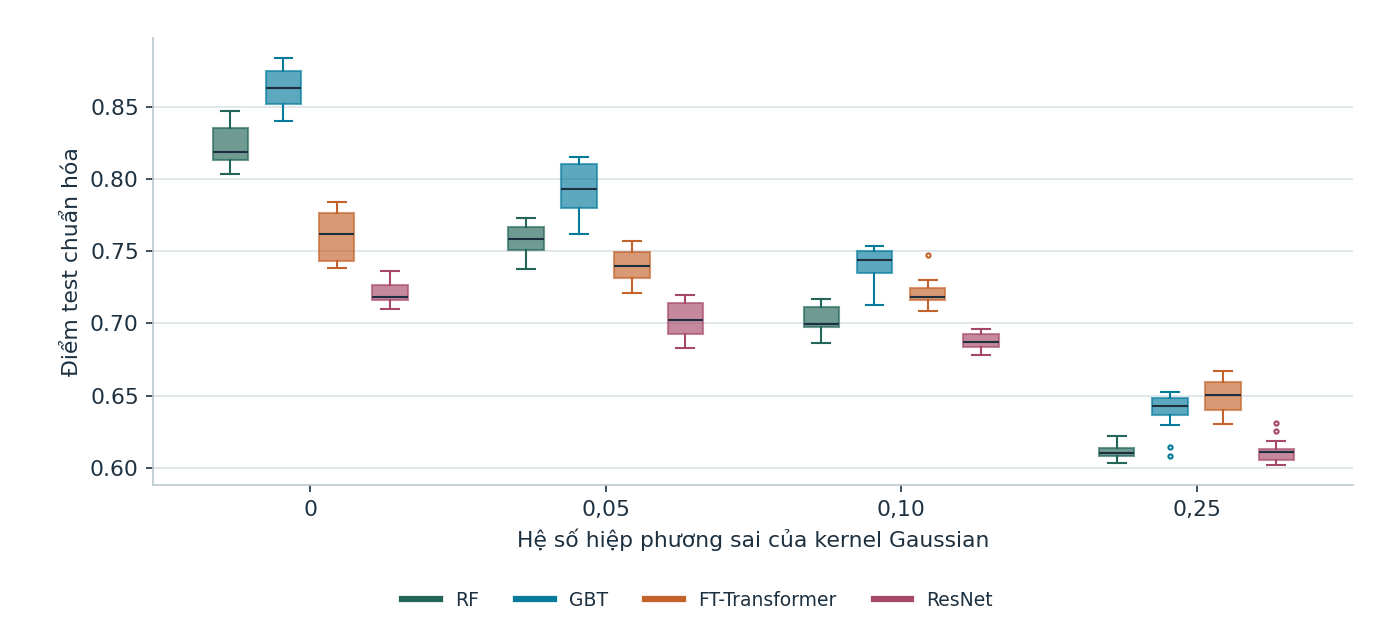 Điểm test chuẩn hóa
0.85
0.80
0.75
0.70
0.65
0.60
0 0,05 0,10 0,25
Hệ số hiệp phương sai của kernel Gaussian
RF GBT FT-Transformer ResNet